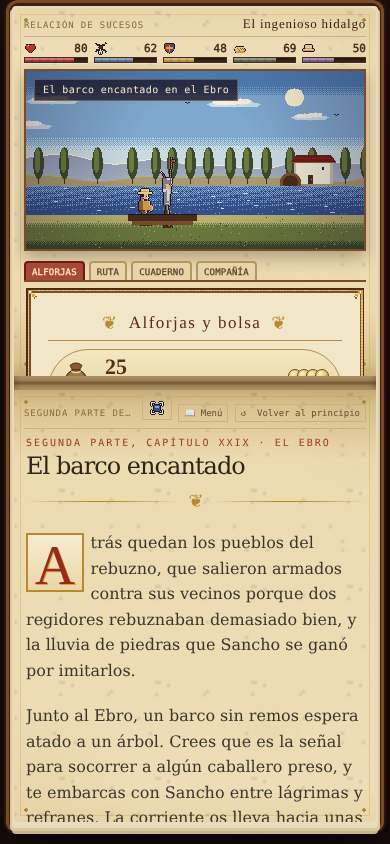 RELACIÓN DE SUCESOS
El ingenioso hidalgo
80 62 48 69 50
El barco encantado en el Ebro
ALFORJAS RUTA CUADERNO COMPAÑÍA
Alforjas y bolsa
25
SEGUNDA PARTE DE…
Menú
Volver al principio
SEGUNDA PARTE, CAPÍTULO XXIX · EL EBRO
El barco encantado
Atrás quedan los pueblos del
rebuzno, que salieron armados
contra sus vecinos porque dos
regidores rebuznaban demasiado bien, y
la lluvia de piedras que Sancho se ganó
por imitarlos.
Junto al Ebro, un barco sin remos espera
atado a un árbol. Crees que es la señal
para socorrer a algún caballero preso, y
te embarcas con Sancho entre lágrimas y
refranes. La corriente os lleva hacia unas